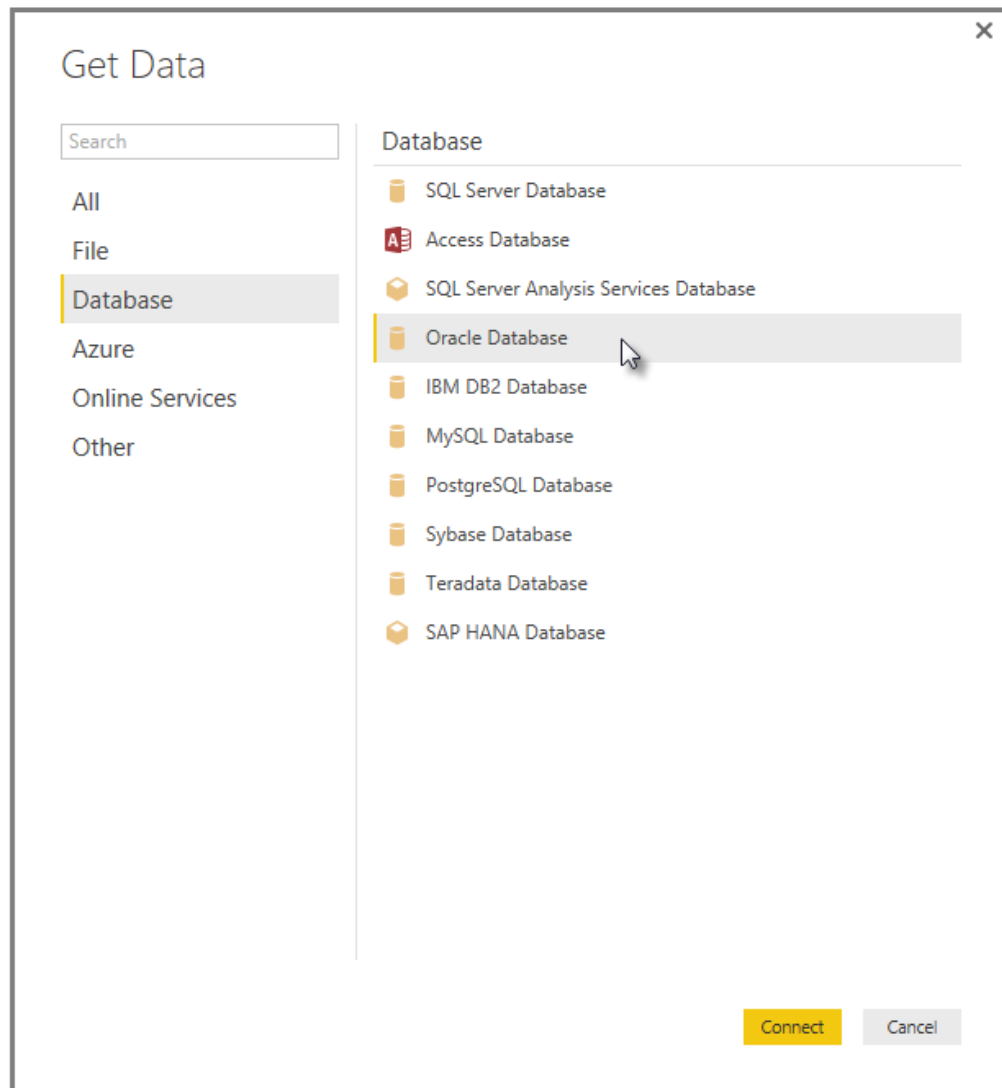 Get Data
Search
All
File
Database
Azure
Online Services
Other
Database
SQL Server Database
Access Database
SQL Server Analysis Services Database
Oracle Database
IBM DB2 Database
MySQL Database
PostgreSQL Database
Sybase Database
Teradata Database
SAP HANA Database
Connect
Cancel